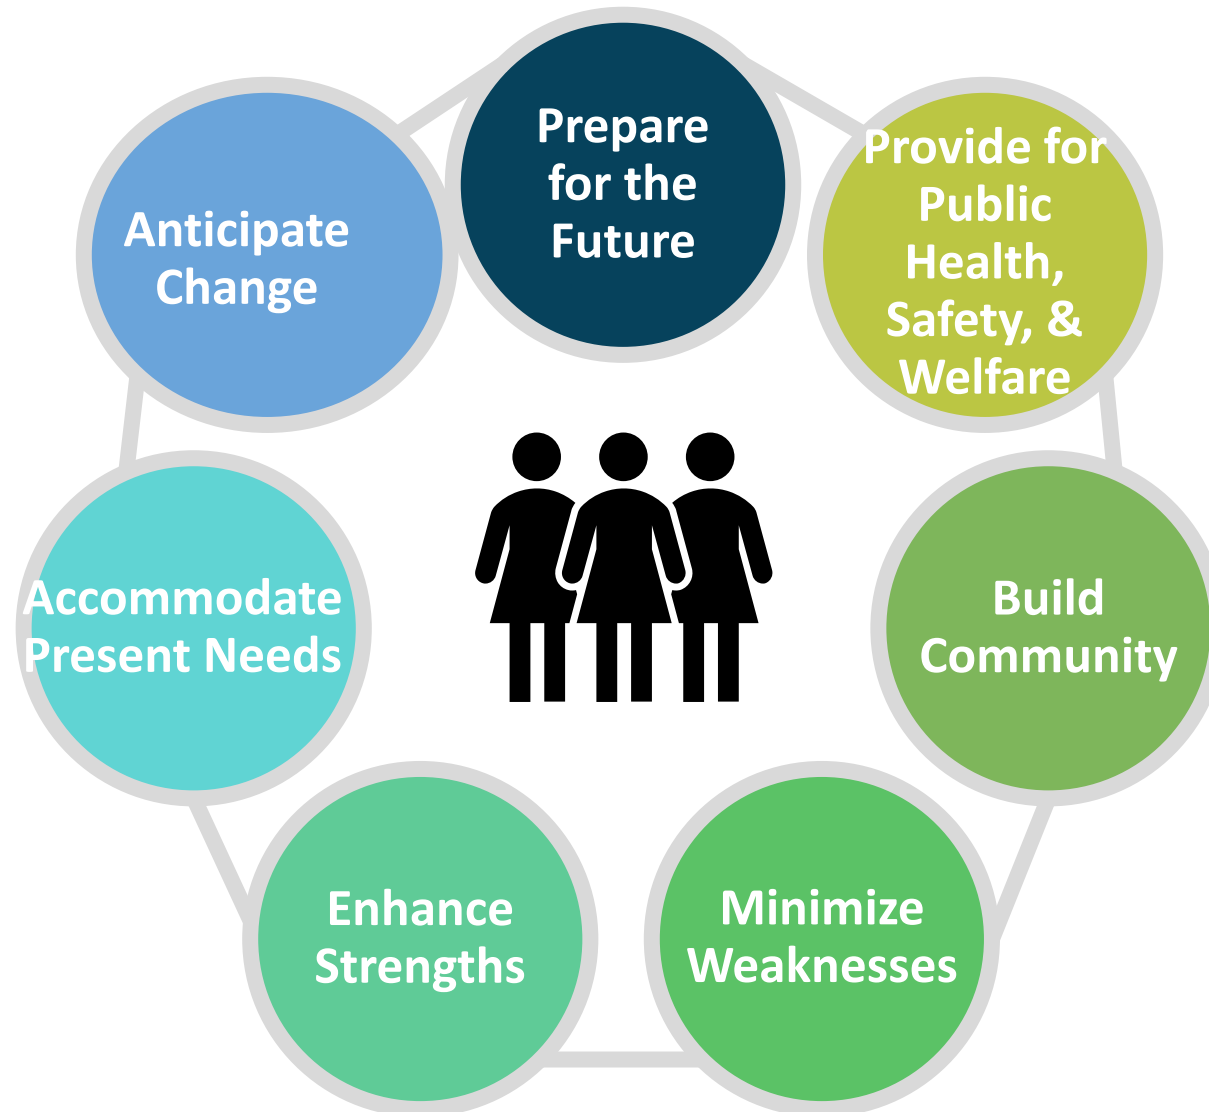 Prepare
for the
Future
Provide for
Public
Health,
Safety, &
Welfare
Build
Community
Minimize
Weaknesses
Enhance
Strengths
Accommodate
Present Needs
Anticipate
Change